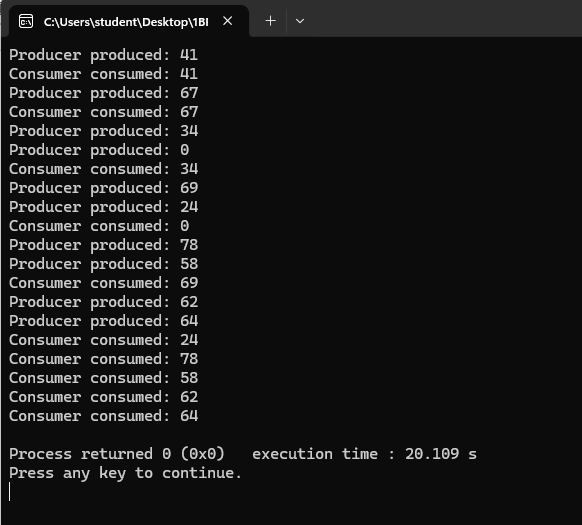 C:\Users\student\Desktop\1BI
Producer produced: 41
Consumer consumed: 41
Producer produced: 67
Consumer consumed: 67
Producer produced: 34
Producer produced: 0
Consumer consumed: 34
Producer produced: 69
Producer produced: 24
Consumer consumed: 0
Producer produced: 78
Producer produced: 58
Consumer consumed: 69
Producer produced: 62
Producer produced: 64
Consumer consumed: 24
Consumer consumed: 78
Consumer consumed: 58
Consumer consumed: 62
Consumer consumed: 64
Process returned 0 (0x0)   execution time : 20.109 s
Press any key to continue.